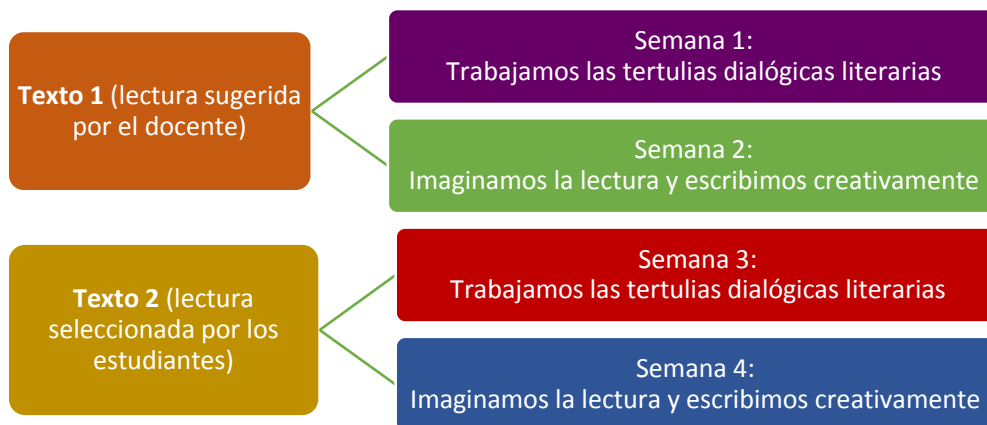 Texto 1 (lectura sugerida
por el docente)
Semana 1:
Trabajamos las tertulias dialógicas literarias
Semana 2:
Imaginamos la lectura y escribimos creativamente
Texto 2 (lectura
seleccionada por los
estudiantes)
Semana 3:
Trabajamos las tertulias dialógicas literarias
Semana 4:
Imaginamos la lectura y escribimos creativamente